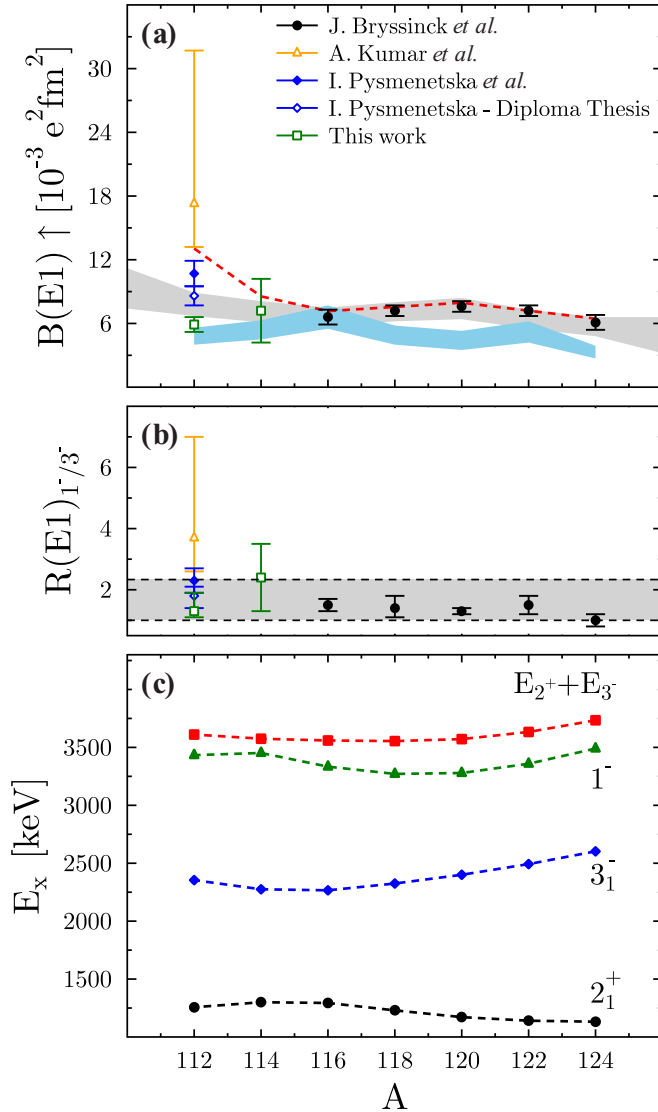 (a)
J. Bryssinck et al.
A. Kumar et al.
I. Pysmenetska et al.
I. Pysmenetska - Diploma Thesis
This work
B(E1) ↑ [10⁻³ e²fm²]
30
24
18
12
6
(b)
R(E1)₁⁻/₃⁻
6
4
2
(c)
E₂⁺+E₃⁻
1⁻
3₁⁻
2₁⁺
Eₓ [keV]
3500
3000
2500
1250
1250
112 114 116 118 120 122 124
A